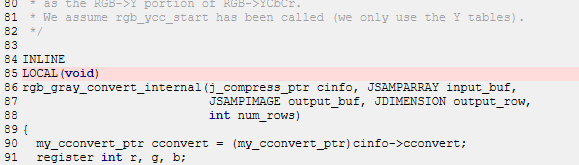 80 * as the RGB->Y portion of RGB->YCbCr.
81 * We assume rgb_ycc_start has been called (we only use the Y tables).
82 */
83
84 INLINE
85 LOCAL(void)
86 rgb_gray_convert_internal(j_compress_ptr cinfo, JSAMPARRAY input_buf,
87 JSAMPIMAGE output_buf, JDIMENSION output_row,
88 int num_rows)
89 {
90 my_cconvert_ptr cconvert = (my_cconvert_ptr)cinfo->cconvert;
91 register int r, g, b;